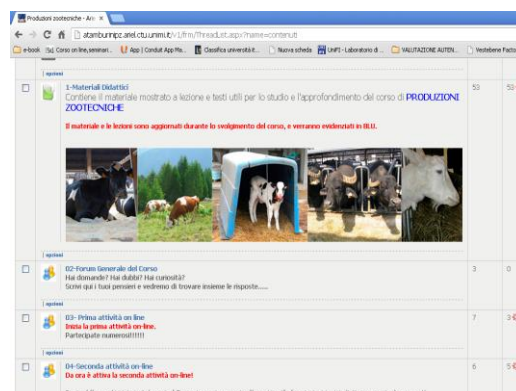 Produzioni zootecniche - Arie
atamburinpz.ariel.ctu.unimi.it/v1/frm/ThreadList.aspx?name=contenuti
e-book
Corso on line,seminari..
App | Conduit App Ma...
Classifica università it...
Nuova scheda
UniPI - Laboratorio di ...
VALUTAZIONE AUTEN...
| opzioni
1-Materiali Didattici
53
53
Contiene il materiale mostrato a lezione e testi utili per lo studio e l'approfondimento del corso di PRODUZIONI
ZOOTECNICHE
Il materiale e le lezioni sono aggiornati durante lo svolgimento del corso, e verranno evidenziati in BLU.
| opzioni
02-Forum Generale del Corso
3
0
Hai domande? Hai dubbi? Hai curiosità?
Scrivi qui i tuoi pensieri e vedremo di trovare insieme le risposte.....
| opzioni
03- Prima attività on line
7
3
Inizia la prima attività on-line.
Partecipate numerosi!!!!!!
| opzioni
04-Seconda attività on-line
6
5
Da ora è attiva la seconda attività on-line!